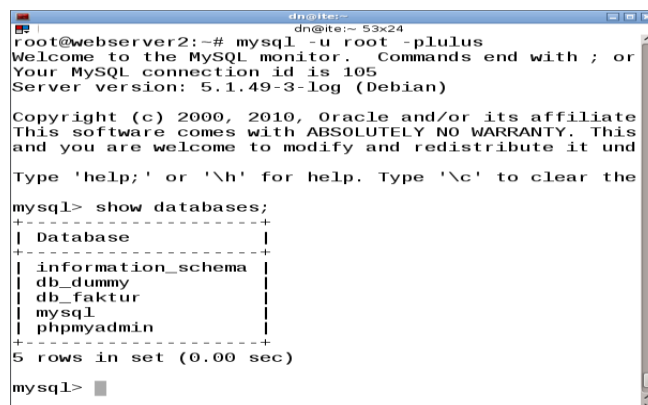 dn@ite:~
dn@ite:~ 53x24
root@webserver2:~# mysql -u root -plulus
Welcome to the MySQL monitor.  Commands end with ; or
Your MySQL connection id is 105
Server version: 5.1.49-3-log (Debian)
Copyright (c) 2000, 2010, Oracle and/or its affiliate
This software comes with ABSOLUTELY NO WARRANTY. This
and you are welcome to modify and redistribute it und
Type 'help;' or '\h' for help. Type '\c' to clear the
mysql> show databases;
+--------------------+
| Database           |
+--------------------+
| information_schema |
| db_dummy           |
| db_faktur          |
| mysql              |
| phpmyadmin         |
+--------------------+
5 rows in set (0.00 sec)
mysql>